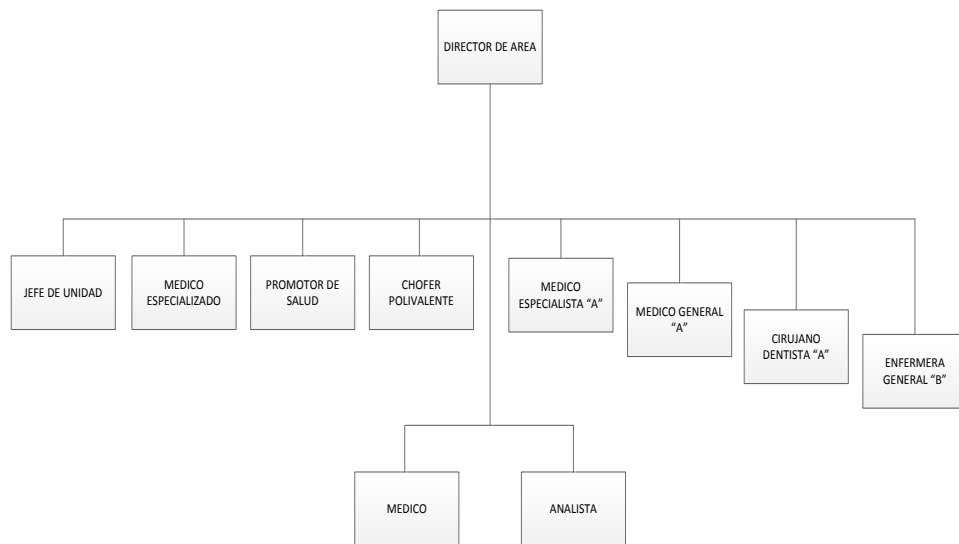 DIRECTOR DE AREA
JEFE DE UNIDAD
MEDICO
ESPECIALIZADO
PROMOTOR DE
SALUD
CHOFER
POLIVALENTE
MEDICO
ESPECIALISTA “A”
MEDICO GENERAL
“A”
CIRUJANO
DENTISTA “A”
ENFERMERA
GENERAL “B”
MEDICO
ANALISTA